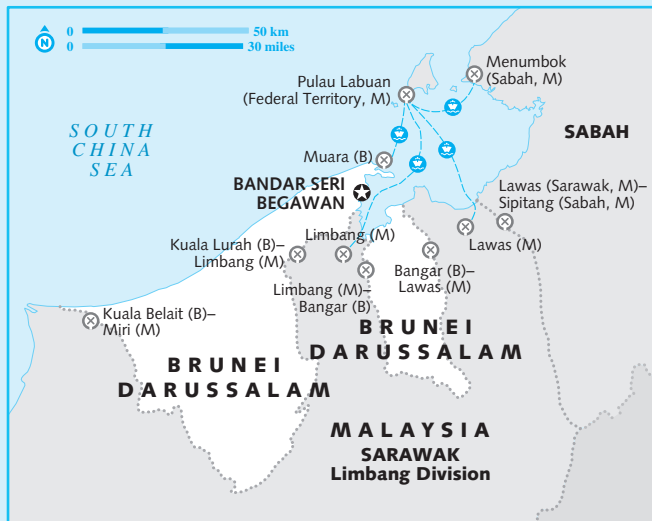 N
0 50 km
0 30 miles
Menumbok
(Sabah, M)
Pulau Labuan
(Federal Territory, M)
SOUTH
CHINA
SEA
SABAH
Muara (B)
BANDAR SERI
BEGAWAN
Lawas (Sarawak, M)–
Sipitang (Sabah, M)
Kuala Lurah (B)–
Limbang (M)
Limbang (M)
Lawas (M)
Limbang (M)–
Bangar (B)
Bangar (B)–
Lawas (M)
Kuala Belait (B)–
Miri (M)
BRUNEI
DARUSSALAM
BRUNEI
DARUSSALAM
MALAYSIA
SARAWAK
Limbang Division